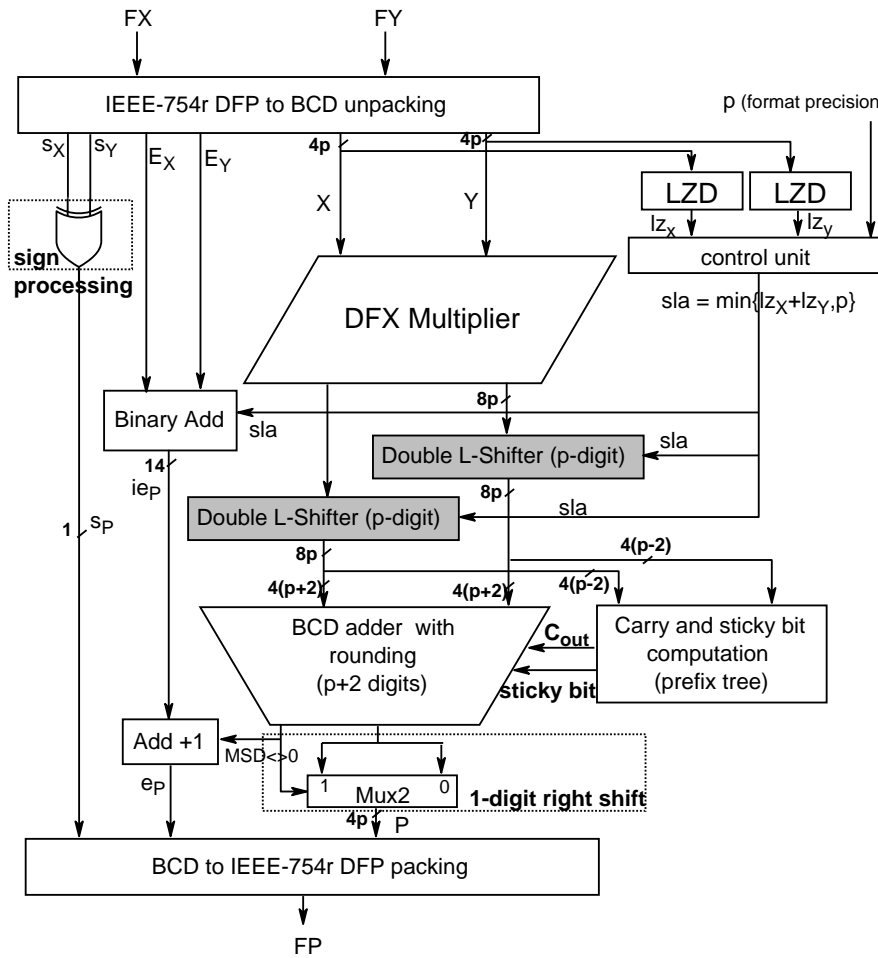 FX
FY
IEEE-754r DFP to BCD unpacking
p (format precision
sX
sY
EX
EY
4p
4p
X
Y
LZD
LZD
lzx
lzy
control unit
sla = min{lzX+lzY,p}
sign
processing
DFX Multiplier
8p
Binary Add
sla
Double L-Shifter (p-digit)
sla
14
ieP
8p
Double L-Shifter (p-digit)
sla
1
sP
8p
4(p-2)
4(p+2)
4(p+2)
4(p-2)
BCD adder with
rounding
(p+2 digits)
Cout
sticky bit
Carry and sticky bit
computation
(prefix tree)
Add +1
MSD<>0
1
0
Mux2
1-digit right shift
eP
4p
P
BCD to IEEE-754r DFP packing
FP